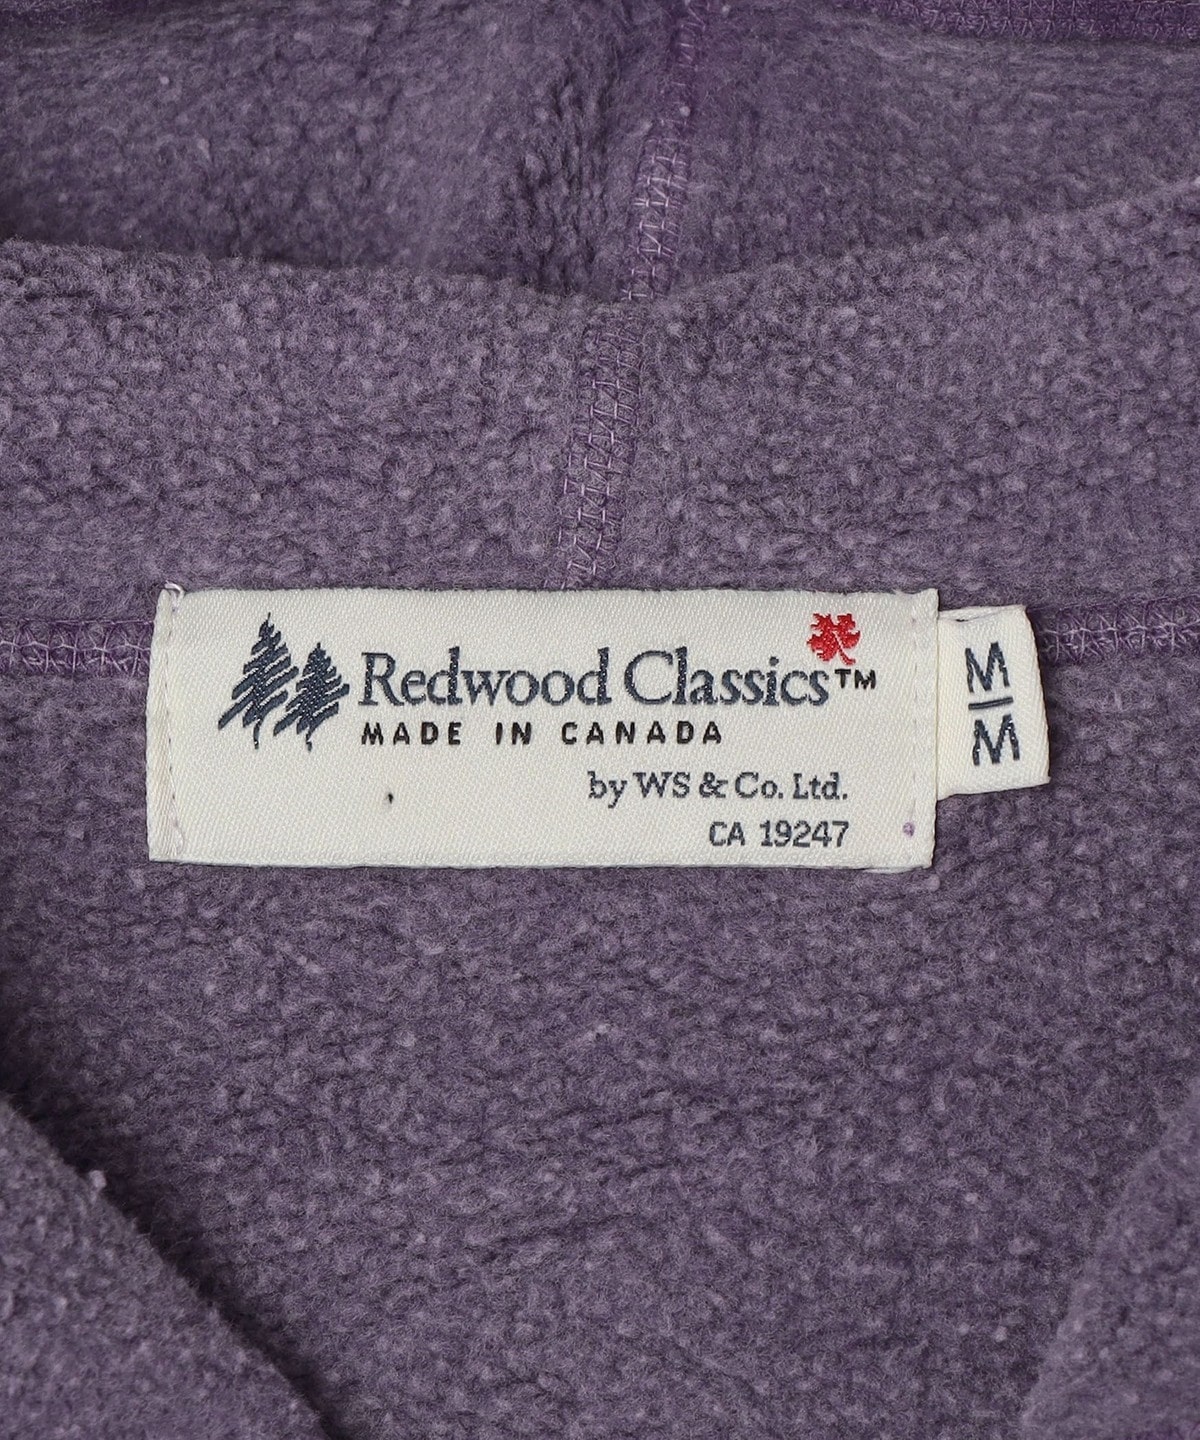 Redwood Classics™
MADE IN CANADA
by WS & Co. Ltd.
CA 19247
M
M